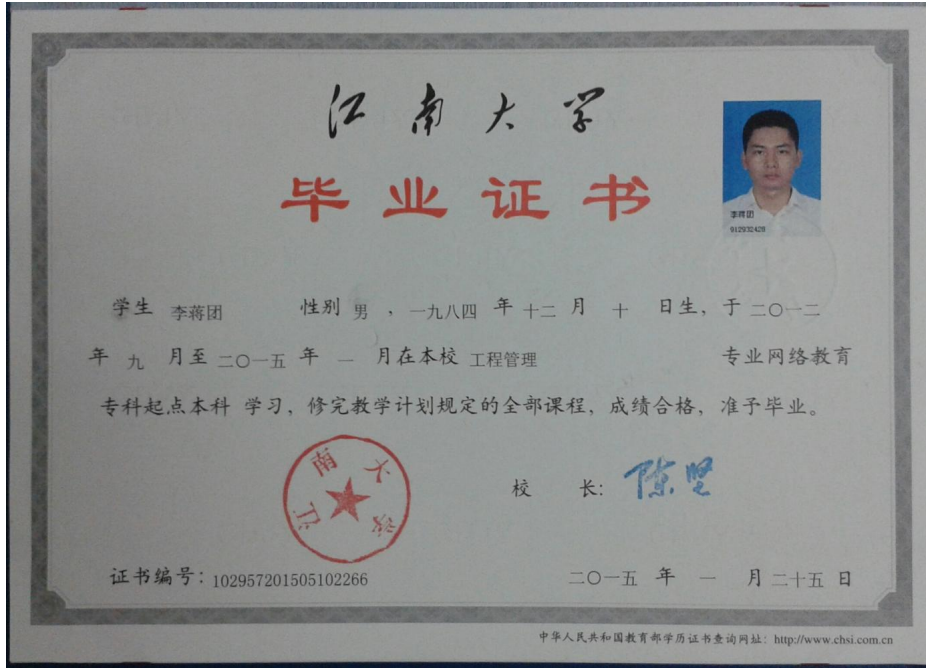 江南大学
毕业证书
李蒋团
912932428
学生 李蒋团 性别 男 ，一九八四 年 十二 月 十 日生，于 二〇一二
年 九 月至 二〇一五 年 一 月在本校 工程管理 专业网络教育
专科起点本科 学习，修完教学计划规定的全部课程，成绩合格，准予毕业。
江南大学
校 长：陈坚
证书编号：102957201505102266 二〇一五 年 一 月 二十五 日
中华人民共和国教育部学历证书查询网址：http://www.chsi.com.cn